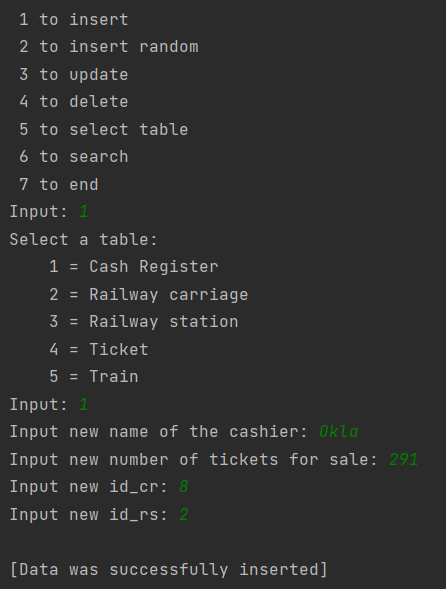 1 to insert
2 to insert random
3 to update
4 to delete
5 to select table
6 to search
7 to end
Input: 1
Select a table:
1 = Cash Register
2 = Railway carriage
3 = Railway station
4 = Ticket
5 = Train
Input: 1
Input new name of the cashier: Okla
Input new number of tickets for sale: 291
Input new id_cr: 8
Input new id_rs: 2
[Data was successfully inserted]